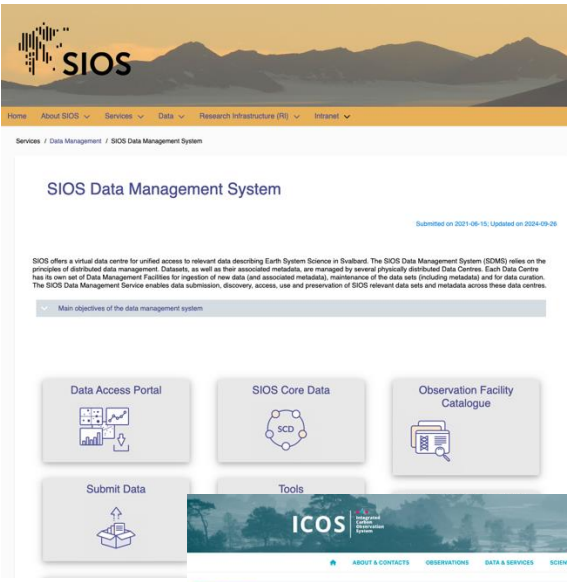 SIOS
Home About SIOS Services Data Research Infrastructure (RI) Intranet
Services / Data Management / SIOS Data Management System
SIOS Data Management System
Submitted on 2021-06-15; Updated on 2024-09-26
SIOS offers a virtual data centre for unified access to relevant data describing Earth System Science in Svalbard. The SIOS Data Management System (SDMS) relies on the
principles of distributed data management. Datasets, as well as their associated metadata, are managed by several physically distributed Data Centres. Each Data Centre
has its own set of Data Management Facilities for ingestion of new data (and associated metadata), maintenance of the data sets (including metadata) and for data curation.
The SIOS Data Management Service enables data submission, discovery, access, use and preservation of SIOS relevant data sets and metadata across these data centres.
Main objectives of the data management system
Data Access Portal
SIOS Core Data
SCD
Observation Facility
Catalogue
Submit Data
Tools
ICOS
Integrated
Carbon
Observation
System
ABOUT & CONTACTS OBSERVATIONS DATA & SERVICES SCIEN